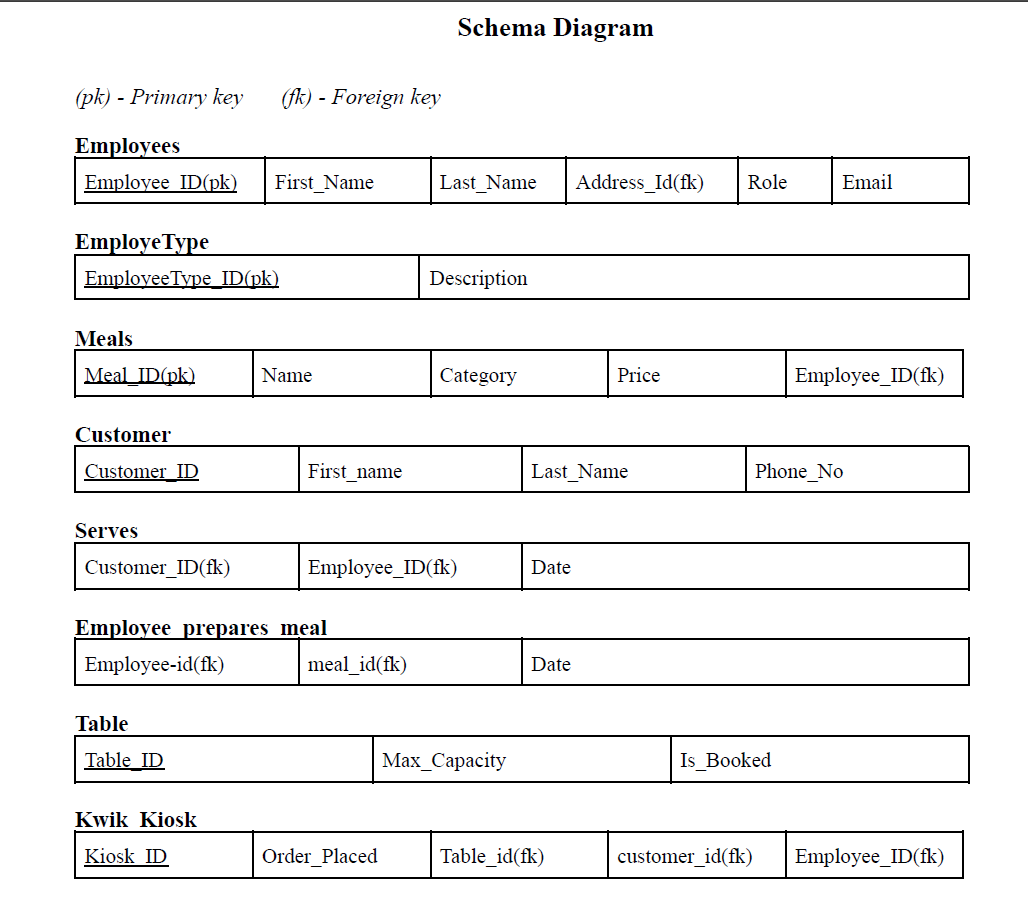 Schema Diagram
(pk) - Primary key (fk) - Foreign key
Employees
Employee_ID(pk) First_Name Last_Name Address_Id(fk) Role Email
EmployeType
EmployeeType_ID(pk) Description
Meals
Meal_ID(pk) Name Category Price Employee_ID(fk)
Customer
Customer_ID First_name Last_Name Phone_No
Serves
Customer_ID(fk) Employee_ID(fk) Date
Employee_prepares_meal
Employee-id(fk) meal_id(fk) Date
Table
Table_ID Max_Capacity Is_Booked
Kwik_Kiosk
Kiosk_ID Order_Placed Table_id(fk) customer_id(fk) Employee_ID(fk)